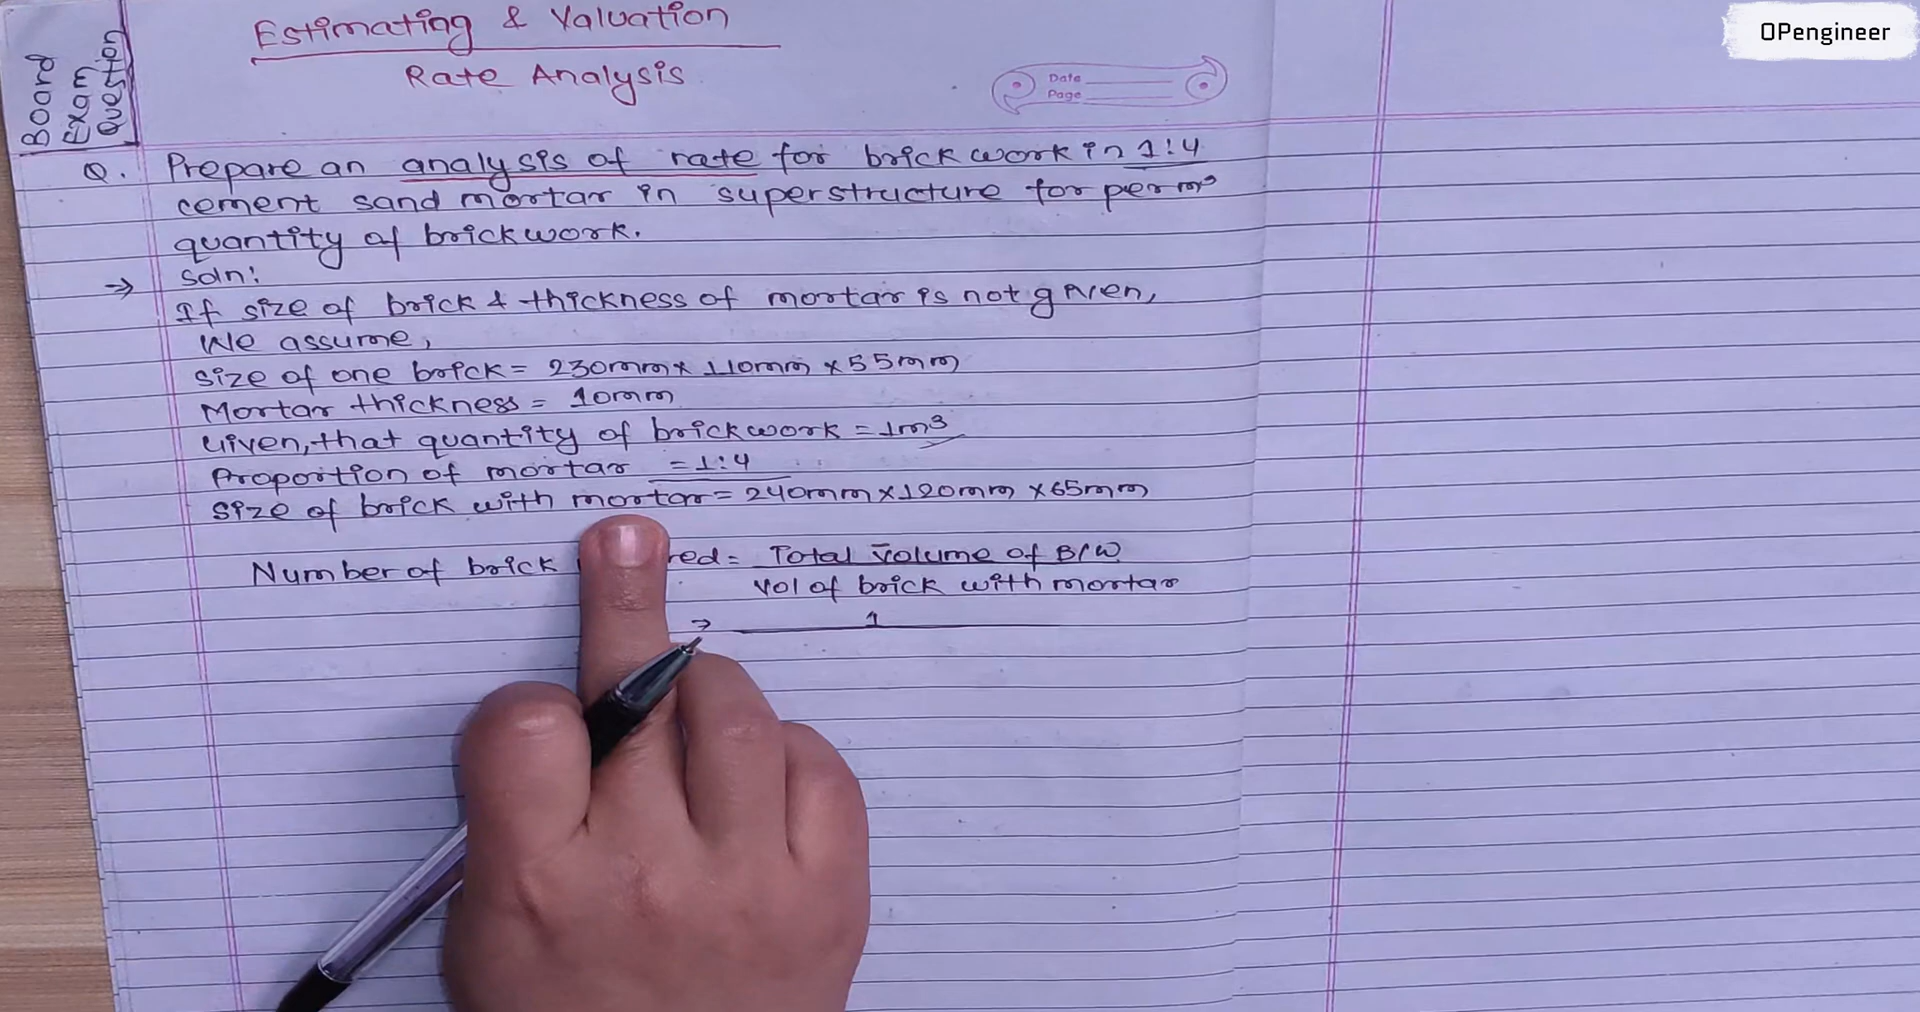 OPengineer
Board
Exam
Question
Estimating & Valuation
Rate Analysis
Date
Page
Q. Prepare an analysis of rate for brickwork in 1:4
cement sand mortar in superstructure for per m³
quantity of brickwork.
→ Soln:
If size of brick & thickness of mortar is not given,
We assume,
Size of one brick = 230mm x 110mm x 55mm
Mortar thickness = 10mm
Given, that quantity of brickwork = 1m³
Proportion of mortar = 1:4
Size of brick with mortar = 240mm x 120mm x 65mm
Number of brick red = Total volume of B/W
Vol of brick with mortar
→ 1